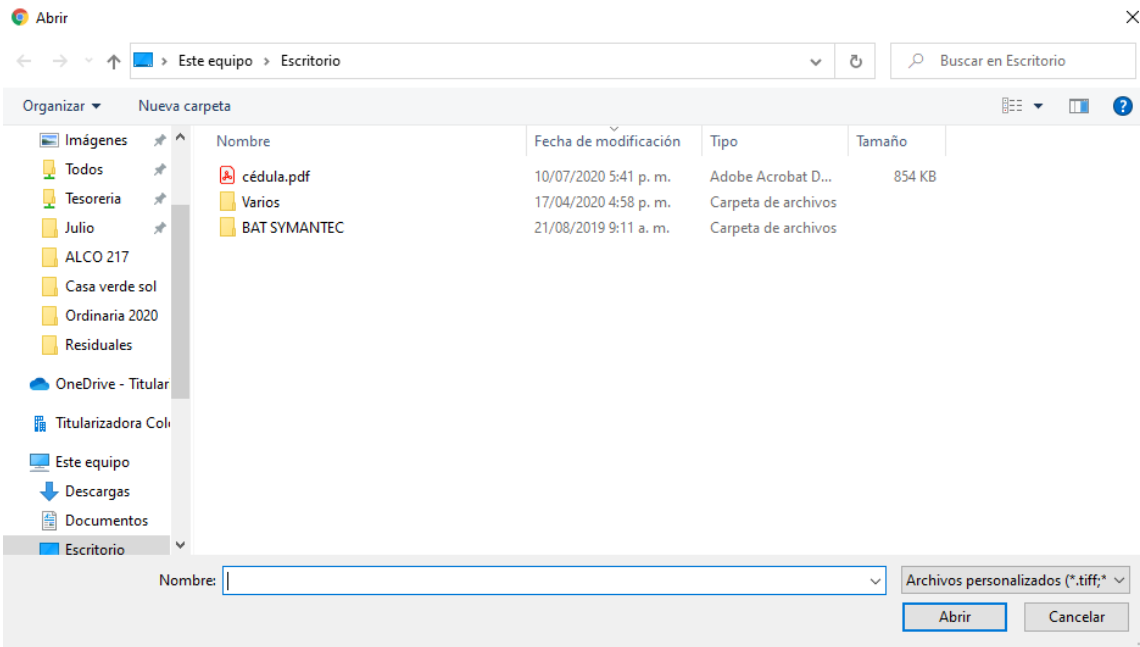 Abrir
Este equipo > Escritorio
Buscar en Escritorio
Organizar
Nueva carpeta
Nombre Fecha de modificación Tipo Tamaño
cédula.pdf 10/07/2020 5:41 p. m. Adobe Acrobat D... 854 KB
Varios 17/04/2020 4:58 p. m. Carpeta de archivos
BAT SYMANTEC 21/08/2019 9:11 a. m. Carpeta de archivos
Imágenes
Todos
Tesoreria
Julio
ALCO 217
Casa verde sol
Ordinaria 2020
Residuales
OneDrive - Titular
Titularizadora Col
Este equipo
Descargas
Documentos
Escritorio
Nombre:
Archivos personalizados (*.tiff;*
Abrir
Cancelar